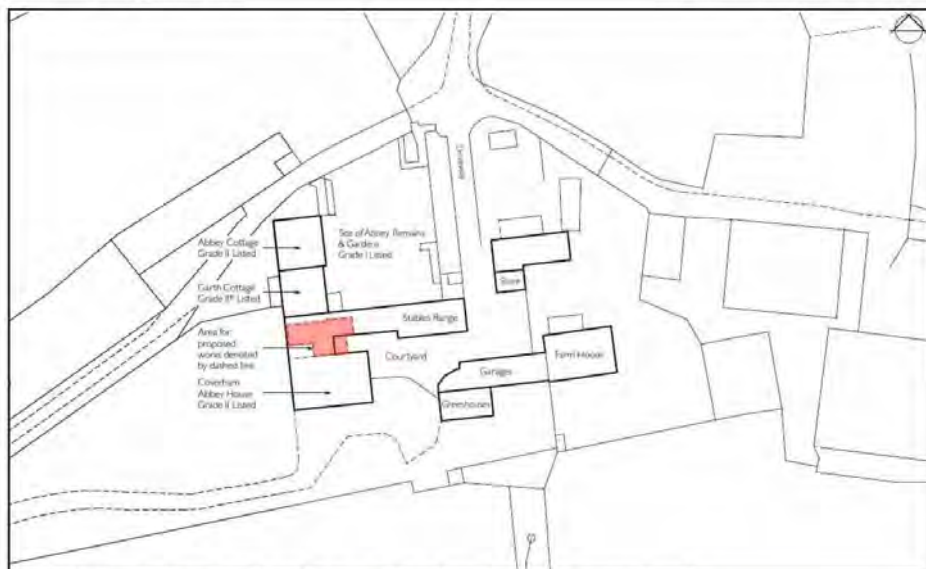 Driveway
Abbey Cottage
Grade II Listed
Site of Abbey Remains
& Gardens
Grade I Listed
Garth Cottage
Grade II* Listed
Store
Stables Range
Area for
proposed
works denoted
by dashed line
Courtyard
Farm House
Garages
Coverham
Abbey House
Grade II Listed
Greenhouses